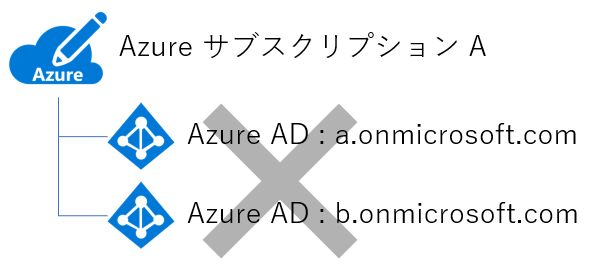 Azure
Azure サブスクリプション A
Azure AD : a.onmicrosoft.com
Azure AD : b.onmicrosoft.com